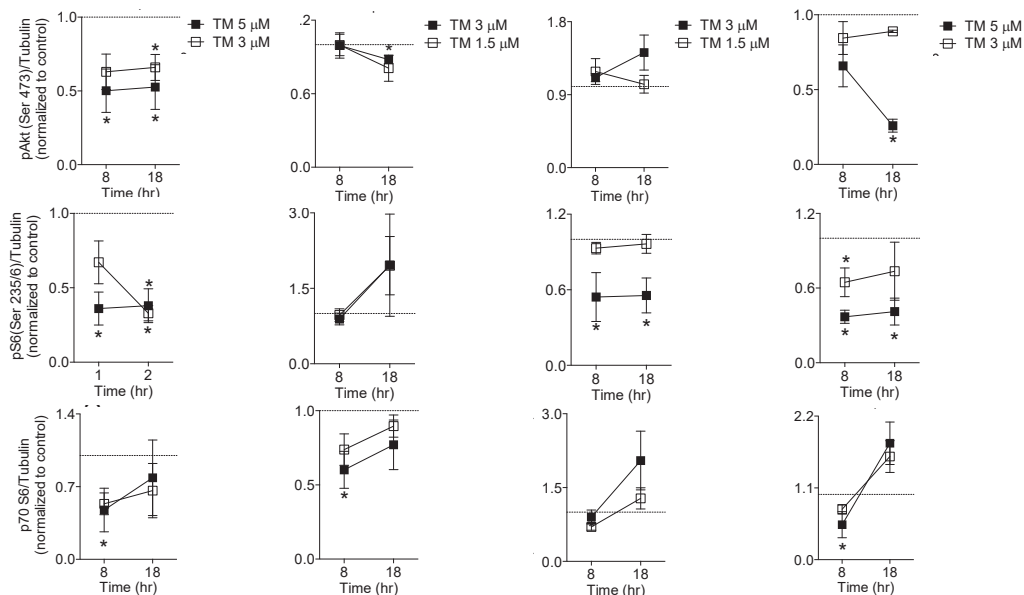 pAkt (Ser 473)/Tubulin
(normalized to control)
1.0
0.5
0.0
8
18
Time (hr)
*
*
*
TM 5 μM
TM 3 μM
.2
0.6
0.0
8
18
Time (hr)
*
TM 3 μM
TM 1.5 μM
1.8
0.9
0.0
8
18
Time (hr)
TM 3 μM
TM 1.5 μM
1.0
0.5
0.0
8
18
Time (hr)
*
TM 5 μM
TM 3 μM
pS6(Ser 235/6)/Tubulin
(normalized to control)
1.0
0.5
0.0
1
2
Time (hr)
*
*
*
3.0
1.5
0.0
8
18
Time (hr)
1.2
0.6
0.0
8
18
Time (hr)
*
*
1.2
0.6
0.0
8
18
Time (hr)
*
*
*
p70 S6/Tubulin
(normalized to control)
1.4
0.7
0.0
8
18
Time (hr)
*
1.0
0.5
0.0
8
18
Time (hr)
*
3.0
1.5
0.0
8
18
Time (hr)
2.2
1.1
0.0
8
18
Time (hr)
*